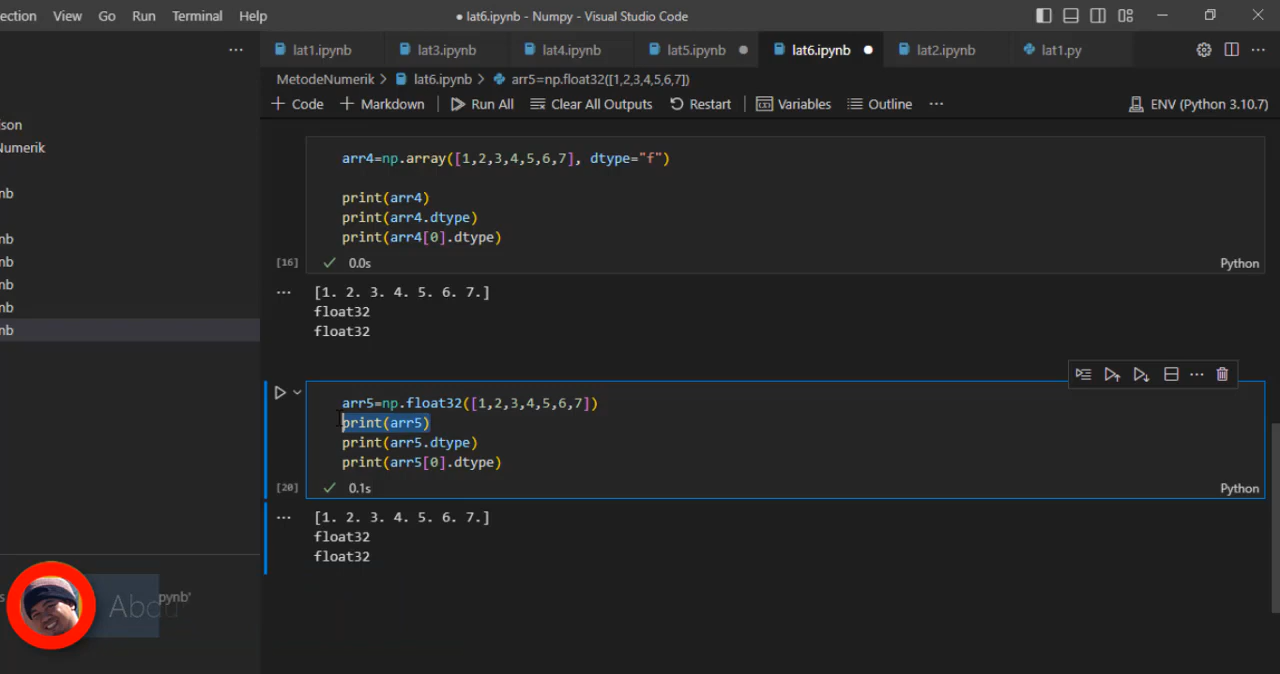 ection View Go Run Terminal Help
● lat6.ipynb - Numpy - Visual Studio Code
lat1.ipynb lat3.ipynb lat4.ipynb lat5.ipynb ● lat6.ipynb ● lat2.ipynb lat1.py
MetodeNumerik > lat6.ipynb > arr5=np.float32([1,2,3,4,5,6,7])
+ Code + Markdown Run All Clear All Outputs Restart Variables Outline ... ENV (Python 3.10.7)
son
Numerik
nb
nb
nb
nb
nb
nb
arr4=np.array([1,2,3,4,5,6,7], dtype="f")
print(arr4)
print(arr4.dtype)
print(arr4[0].dtype)
[16] ✓ 0.0s Python
... [1. 2. 3. 4. 5. 6. 7.]
float32
float32
arr5=np.float32([1,2,3,4,5,6,7])
print(arr5)
print(arr5.dtype)
print(arr5[0].dtype)
[20] ✓ 0.1s Python
... [1. 2. 3. 4. 5. 6. 7.]
float32
float32
s pynb'